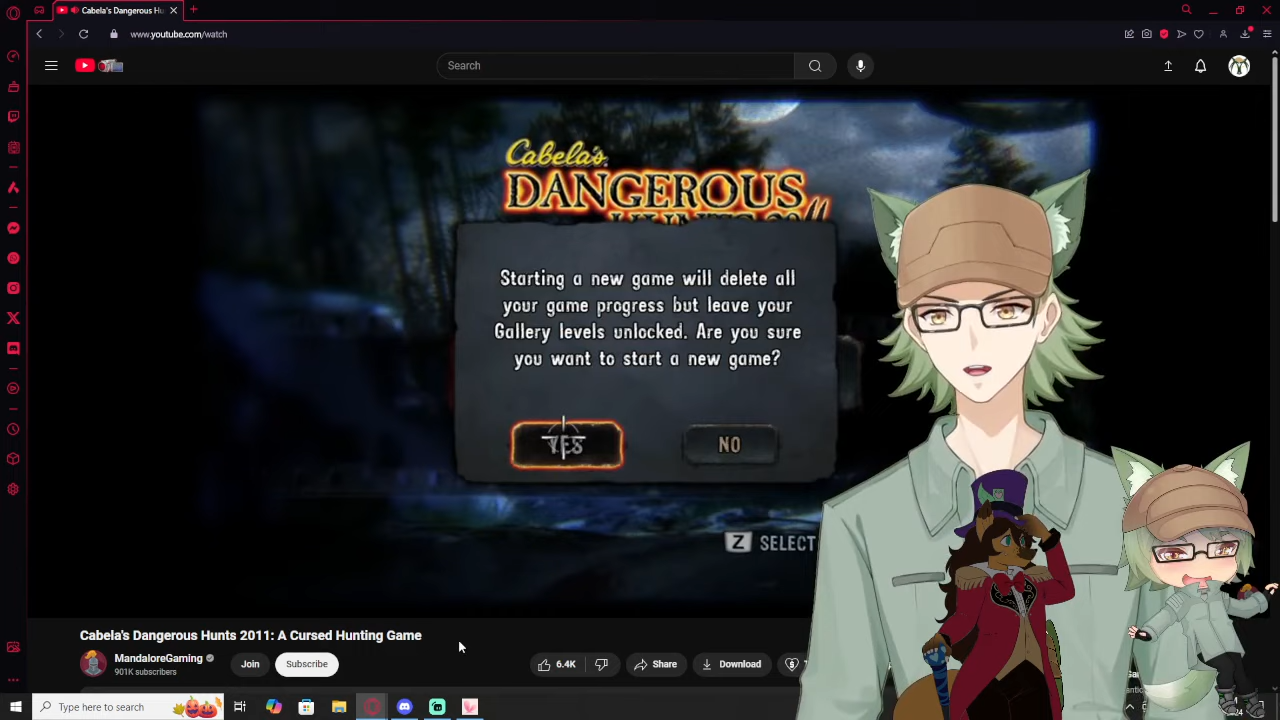 Cabela's Dangerous Hu
www.youtube.com/watch
Search
Cabela's
DANGEROUS
Starting a new game will delete all
your game progress but leave your
Gallery levels unlocked. Are you sure
you want to start a new game?
YES
NO
Z SELECT
Cabela's Dangerous Hunts 2011: A Cursed Hunting Game
MandaloreGaming
901K subscribers
Join
Subscribe
6.4K
Share
Download
Type here to search